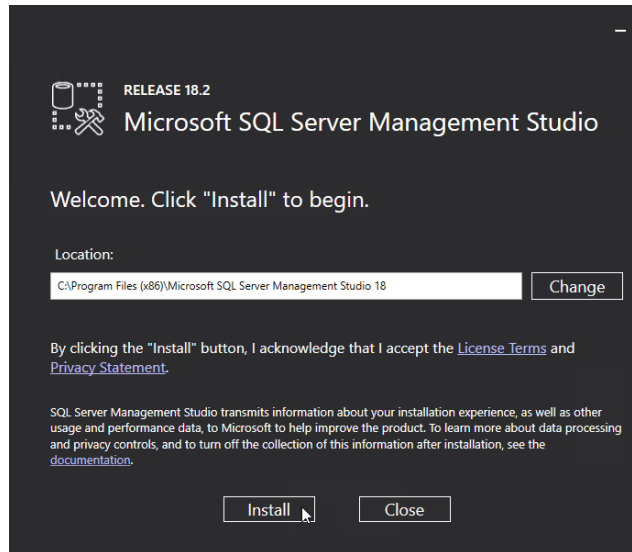 RELEASE 18.2
Microsoft SQL Server Management Studio
Welcome. Click "Install" to begin.
Location:
C:\Program Files (x86)\Microsoft SQL Server Management Studio 18
Change
By clicking the "Install" button, I acknowledge that I accept the License Terms and
Privacy Statement.
SQL Server Management Studio transmits information about your installation experience, as well as other
usage and performance data, to Microsoft to help improve the product. To learn more about data processing
and privacy controls, and to turn off the collection of this information after installation, see the
documentation.
Install
Close